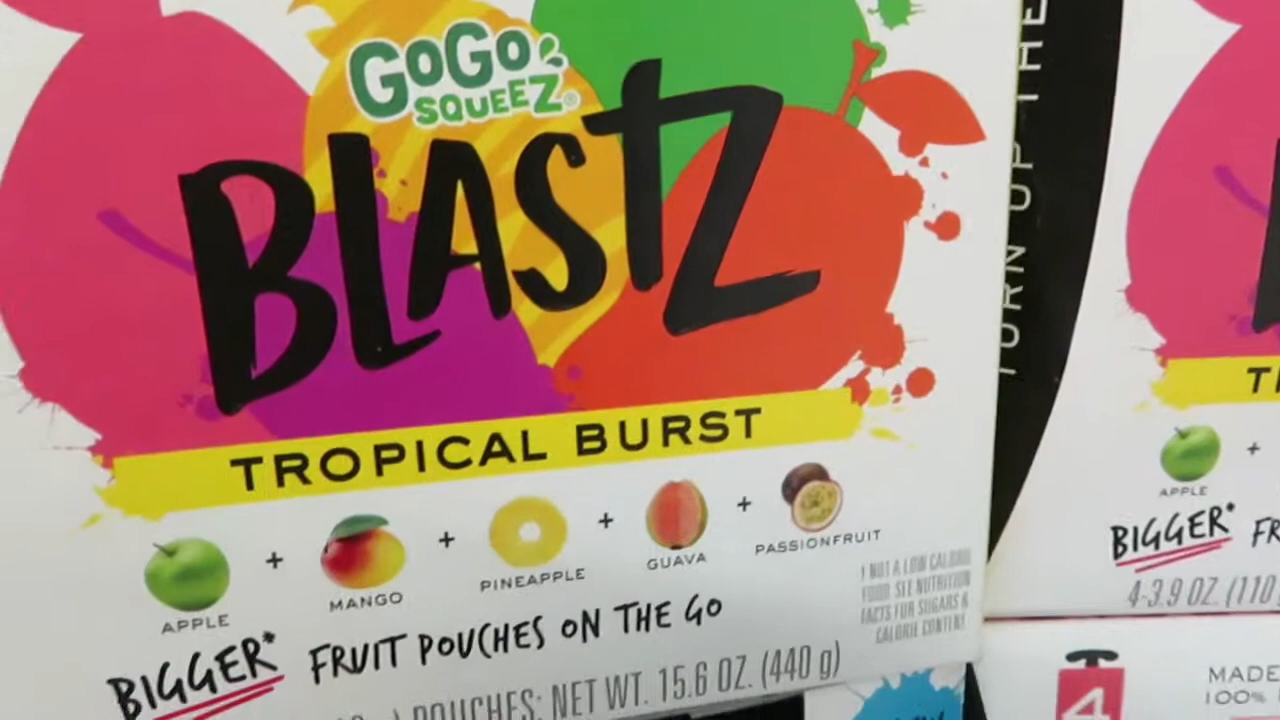 GoGo
SQUEEZ®
BLASTZ
TROPICAL BURST
APPLE + MANGO + PINEAPPLE + GUAVA + PASSIONFRUIT
BIGGER* FRUIT POUCHES ON THE GO
POUCHES: NET WT. 15.6 OZ. (440 g)
NOT A LOW CALORIE
FOOD SEE NUTRITION
FACTS FOR SUGARS &
CALORIE CONTENT
TURN UP THE
APPLE +
BIGGER*
4-3.9 OZ. (110
4
MADE
100%